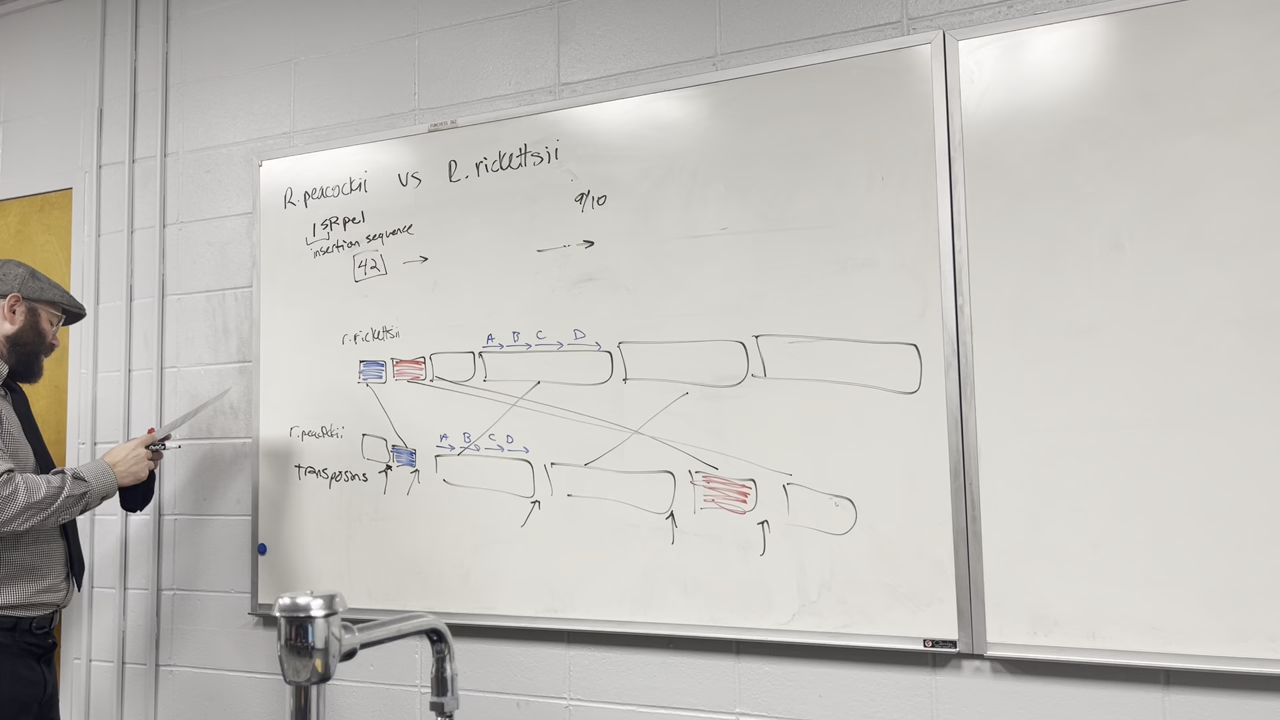 R.peacockii vs R.rickettsii
ISRpe1
insertion sequence
42
9/10
r.rickettsii
A B C D
r.peacockii
A B C D
transposons